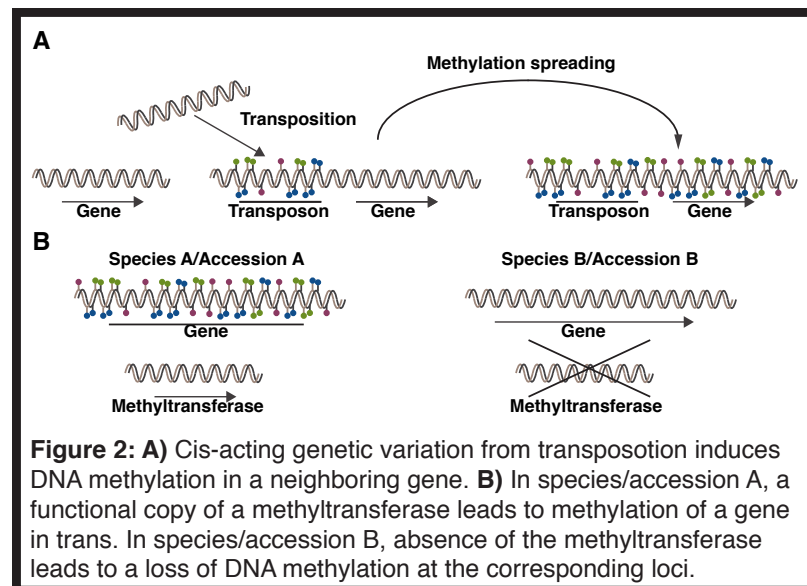 A
Methylation spreading
Transposition
Gene
Transposon
Gene
Transposon
Gene
B
Species A/Accession A
Species B/Accession B
Gene
Gene
Methyltransferase
Methyltransferase
Figure 2: A) Cis-acting genetic variation from transposotion induces
DNA methylation in a neighboring gene. B) In species/accession A, a
functional copy of a methyltransferase leads to methylation of a gene
in trans. In species/accession B, absence of the methyltransferase
leads to a loss of DNA methylation at the corresponding loci.